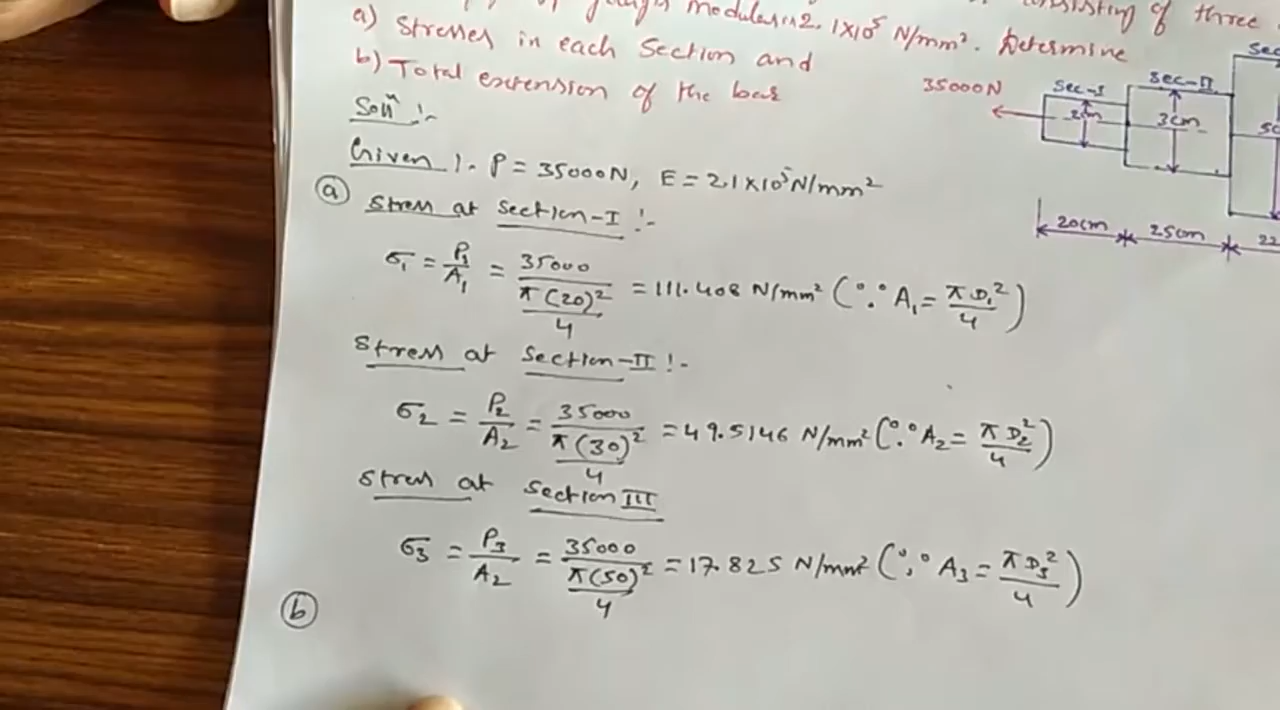 modulus is 2.1×10⁵ N/mm². Determine
of three
a) Stresses in each Section and
b) Total extension of the bar
Solⁿ :-
Given :- P = 35000N, E = 2.1×10⁵ N/mm²
35000N
Sec-I
Sec-II
2cm
3cm
20cm
25cm
22
(a) Stress at Section-I :-
σ₁ = P₁/A₁ = 35000/(π(20)²/4) = 111.408 N/mm² (∵ A₁ = πD₁²/4)
Stress at Section-II :-
σ₂ = P₂/A₂ = 35000/(π(30)²/4) = 49.5146 N/mm² (∵ A₂ = πD₂²/4)
Stress at Section III
σ₃ = P₃/A₂ = 35000/(π(50)²/4) = 17.825 N/mm² (∵ A₃ = πD₃²/4)
(b)